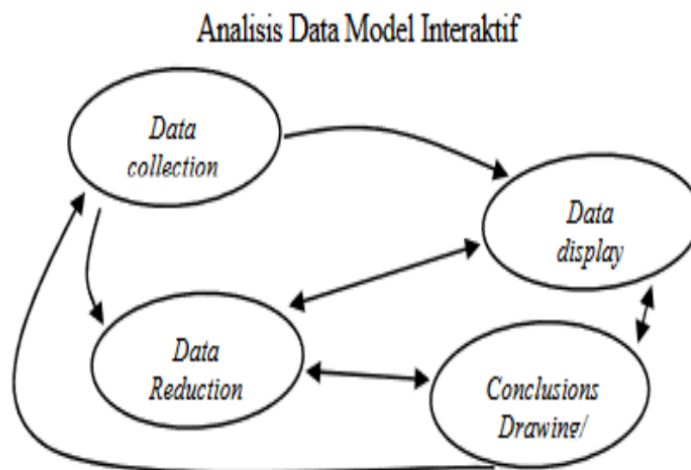 Analisis Data Model Interaktif
Data
collection
Data
display
Data
Reduction
Conclusions
Drawing/